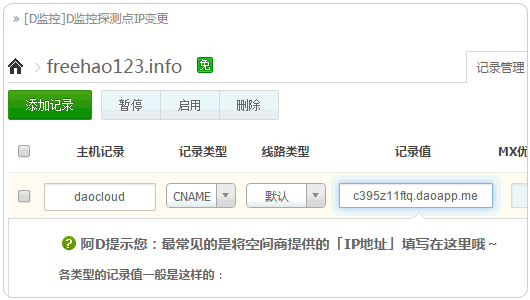 » [D监控]D监控探测点IP变更
freehao123.info 免
记录管理
添加记录 暂停 启用 删除
主机记录 记录类型 线路类型 记录值 MX优
daocloud CNAME 默认 c395z11ftq.daoapp.me
阿D提示您：最常见的是将空间商提供的「IP地址」填写在这里哦～
各类型的记录值一般是这样的：